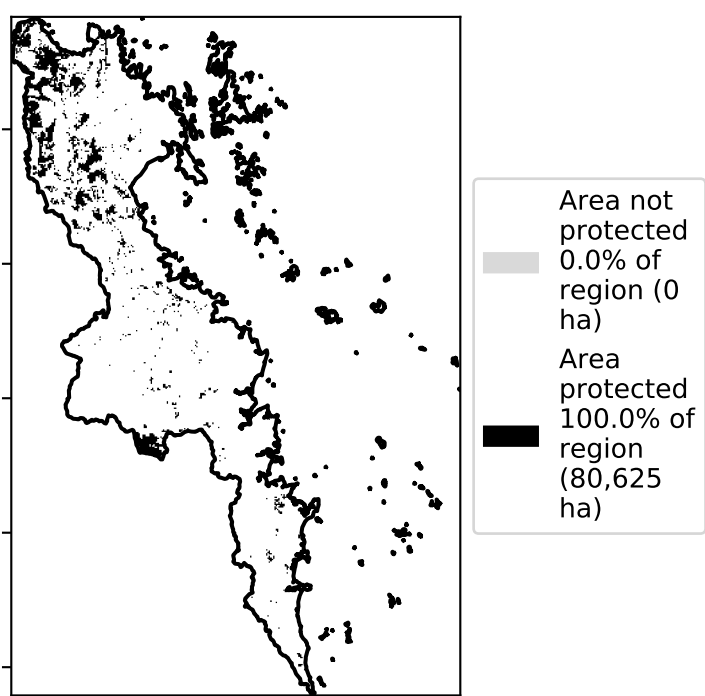 Area not
protected
0.0% of
region (0
ha)
Area
protected
100.0% of
region
(80,625
ha)